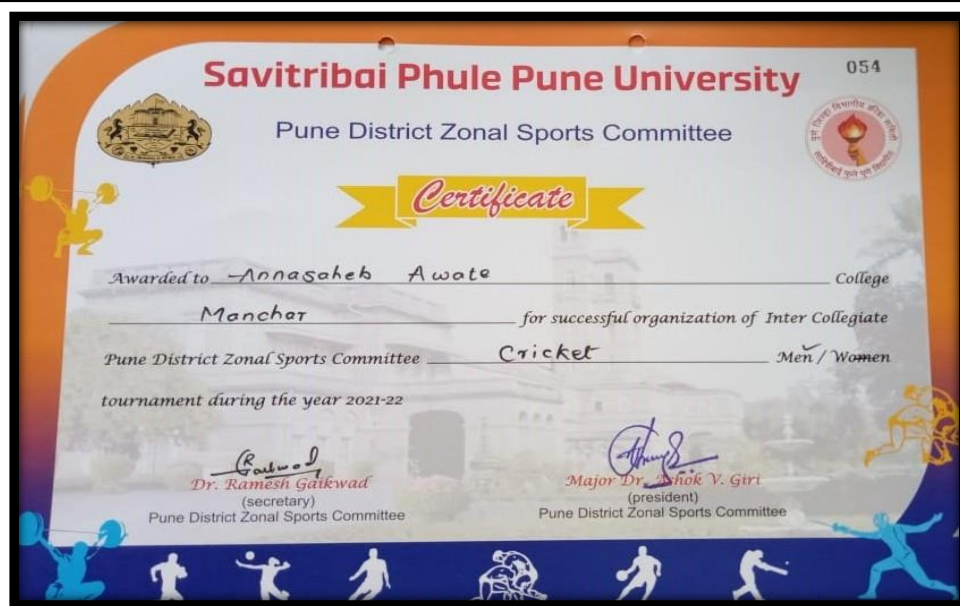 Savitribai Phule Pune University
054
Pune District Zonal Sports Committee
Certificate
Awarded to Annasaheb Awate College
Manchar for successful organization of Inter Collegiate
Pune District Zonal Sports Committee Cricket Men / Women
tournament during the year 2021-22
Dr. Ramesh Gaikwad
(secretary)
Pune District Zonal Sports Committee
Major Dr. Ashok V. Giri
(president)
Pune District Zonal Sports Committee